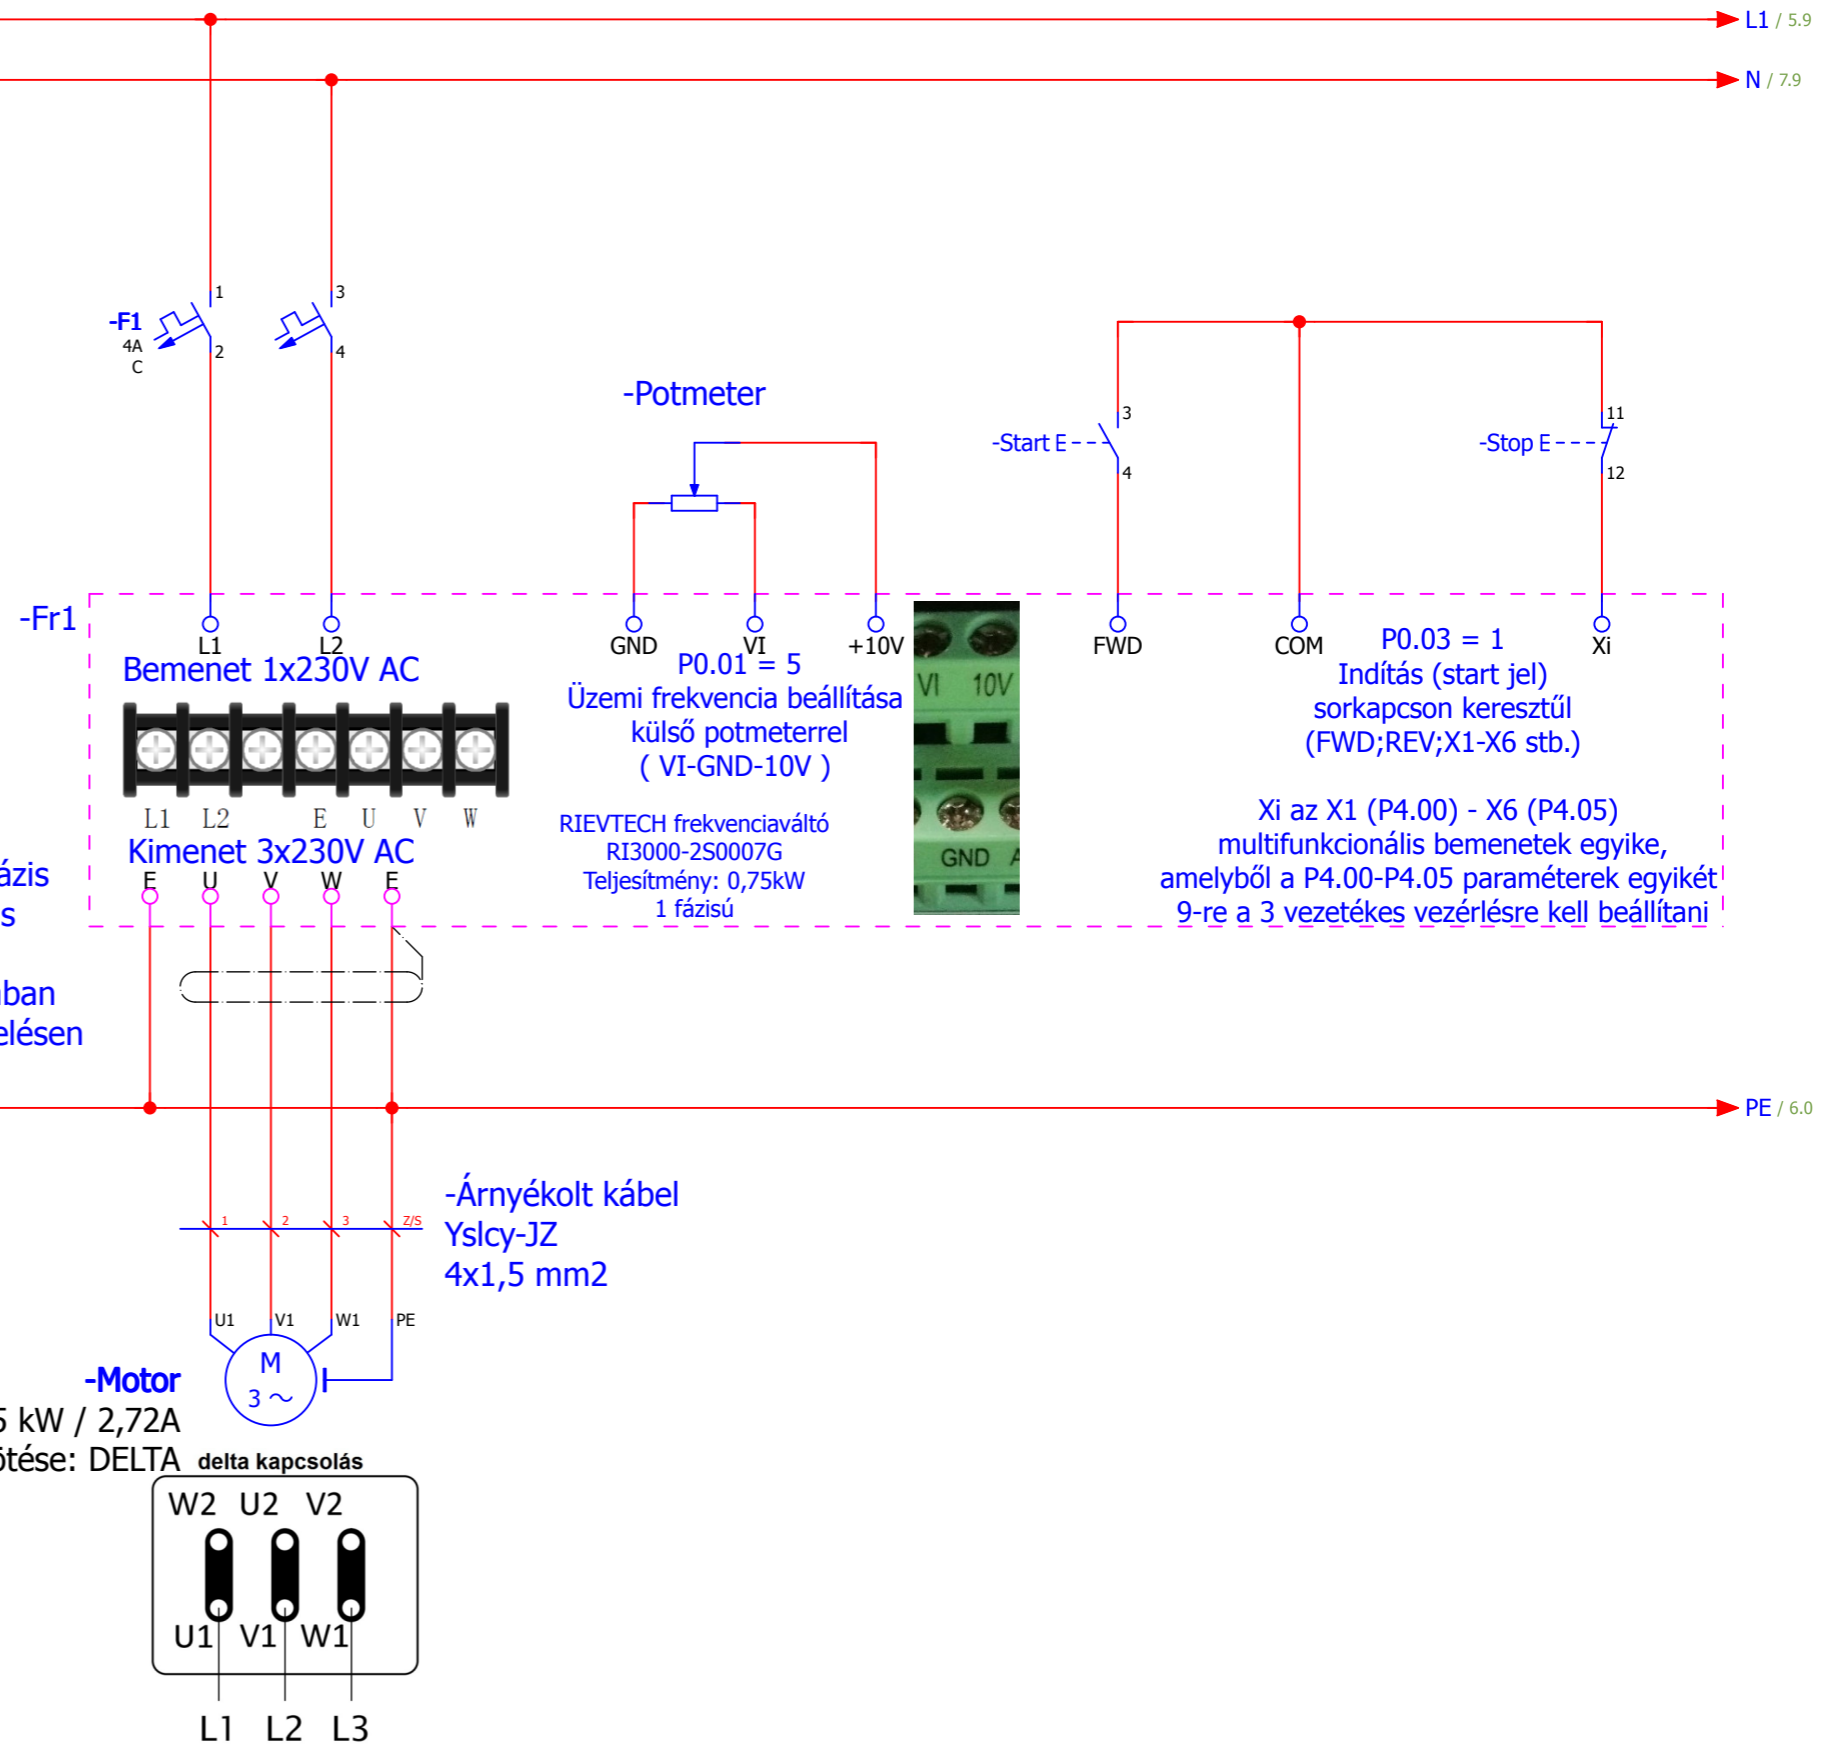 L1 / 5.9
N / 7.9
1
3
-F1
4A
C
2
4
-Potmeter
3
-Start E
4
11
-Stop E
12
-Fr1
L1
L2
GND
VI
+10V
FWD
COM
Xi
Bemenet 1x230V AC
P0.01 = 5
Üzemi frekvencia beállítása
külső potmeterrel
( VI-GND-10V )
VI 10V
P0.03 = 1
Indítás (start jel)
sorkapcson keresztűl
(FWD;REV;X1-X6 stb.)
L1 L2 E U V W
RIEVTECH frekvenciaváltó
RI3000-2S0007G
Teljesítmény: 0,75kW
1 fázisú
GND
Xi az X1 (P4.00) - X6 (P4.05)
multifunkcionális bemenetek egyike,
amelyből a P4.00-P4.05 paraméterek egyikét
9-re a 3 vezetékes vezérlésre kell beállítani
Kimenet 3x230V AC
E U V W E
ázis
s
ban
elésen
PE / 6.0
-Árnyékolt kábel
Yslcy-JZ
4x1,5 mm2
1 2 3 Z/S
U1 V1 W1 PE
M
3 ~
-Motor
5 kW / 2,72A
ötése: DELTA
delta kapcsolás
W2 U2 V2
U1 V1 W1
L1 L2 L3